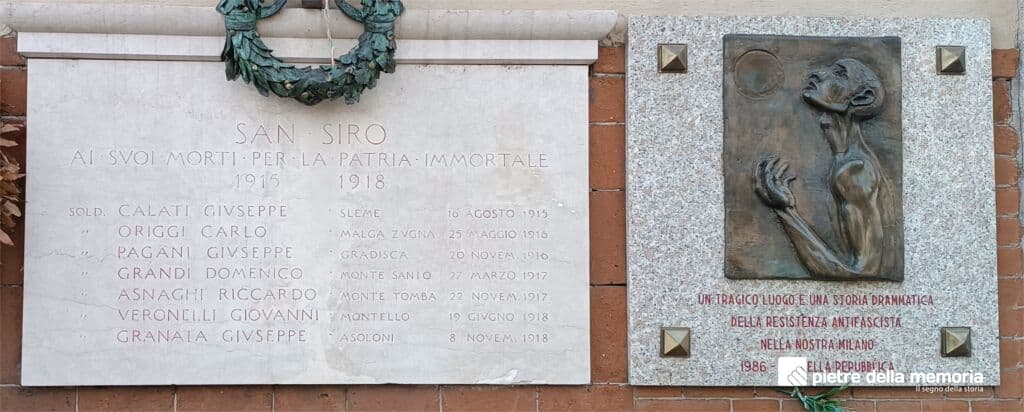 SAN SIRO
AI SVOI MORTI · PER · LA PATRIA · IMMORTALE
1915 1918
SOLD. CALATI GIVSEPPE SLEME 16 AGOSTO 1915
" ORIGGI CARLO MALGA ZVGNA 25 MAGGIO 1916
" PAGANI GIVSEPPE GRADISCA 20 NOVEM. 1916
" GRANDI DOMENICO MONTE SANTO 27 MARZO 1917
" ASNAGHI RICCARDO MONTE TOMBA 22 NOVEM. 1917
" VERONELLI GIOVANNI MONTELLO 19 GIUGNO 1918
" GRANATA GIVSEPPE ASOLONI 8 NOVEM. 1918
UN TRAGICO LUOGO E UNA STORIA DRAMMATICA
DELLA RESISTENZA ANTIFASCISTA
NELLA NOSTRA MILANO
1986 ELLA REPUBBLICA
pietre della memoria
Il segno della storia